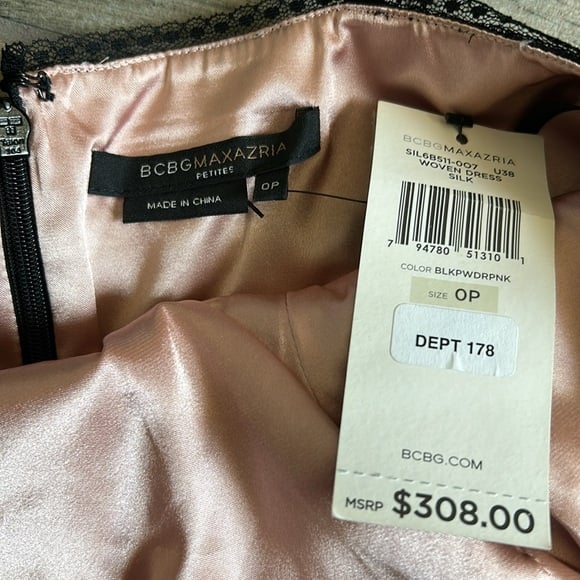 BCBGMAXAZRIA
PETITES
0P
MADE IN CHINA
BCBGMAXAZRIA
SIL6B511-0O7 U38
WOVEN DRESS
SILK
7 94780 51310 1
COLOR BLKPWDRPNK
SIZE 0P
DEPT 178
BCBG.COM
MSRP $308.00